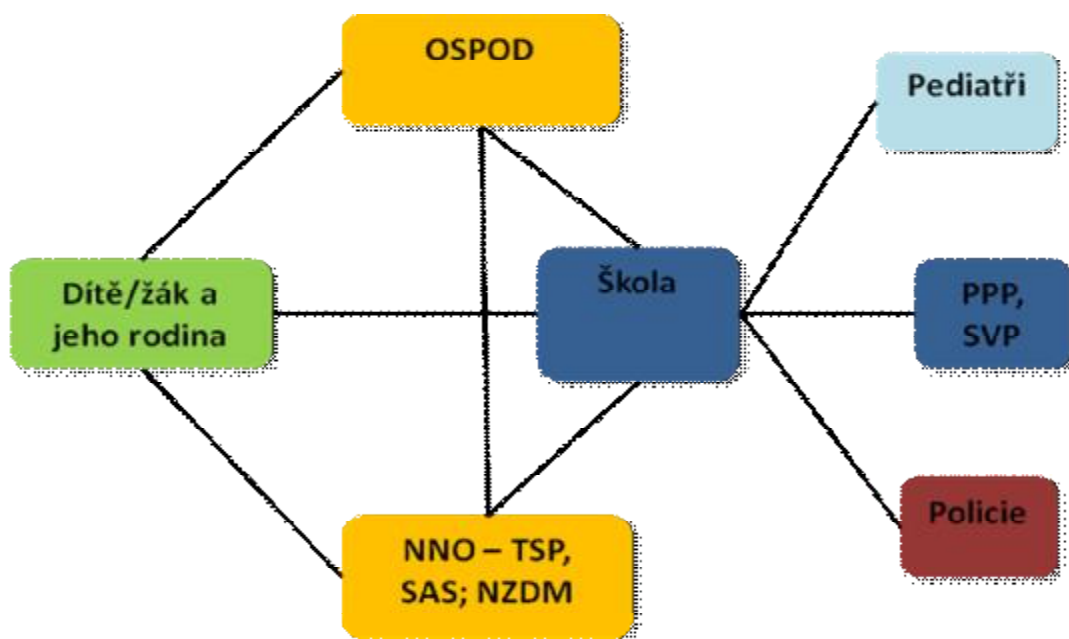 OSPOD
Pediatři
Dítě/žák a
jeho rodina
Škola
PPP,
SVP
NNO – TSP,
SAS; NZDM
Policie